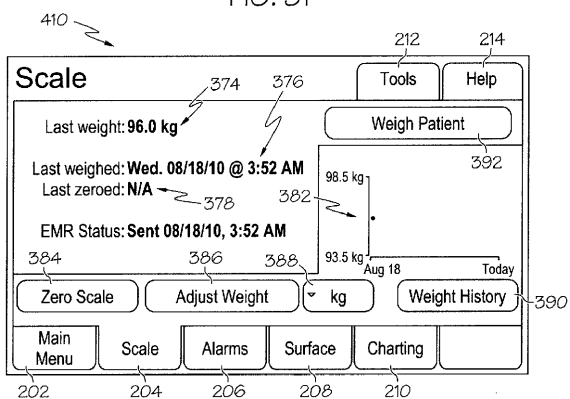 410
212
214
Scale
374
376
Tools
Help
Last weight: 96.0 kg
Weigh Patient
392
Last weighed: Wed. 08/18/10 @ 3:52 AM
Last zeroed: N/A
378
98.5 kg
382
EMR Status: Sent 08/18/10, 3:52 AM
93.5 kg
Aug 18
Today
384
386
388
Zero Scale
Adjust Weight
kg
Weight History
390
Main
Menu
Scale
Alarms
Surface
Charting
202
204
206
208
210